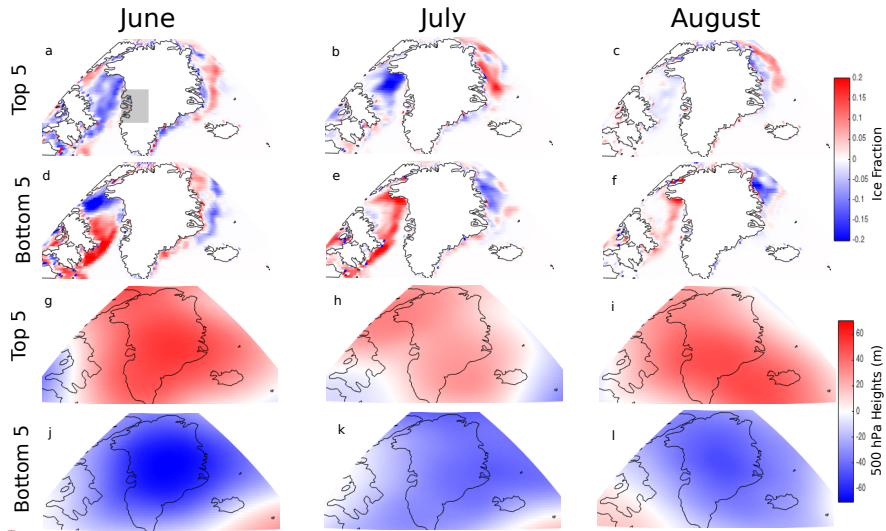 June July August
Top 5
a b c
Bottom 5
d e f
0.2
0.15
0.1
0.05
0
-0.05
-0.1
-0.15
-0.2
Ice Fraction
Top 5
g h i
Bottom 5
j k l
60
40
20
0
-20
-40
-60
500 hPa Heights (m)